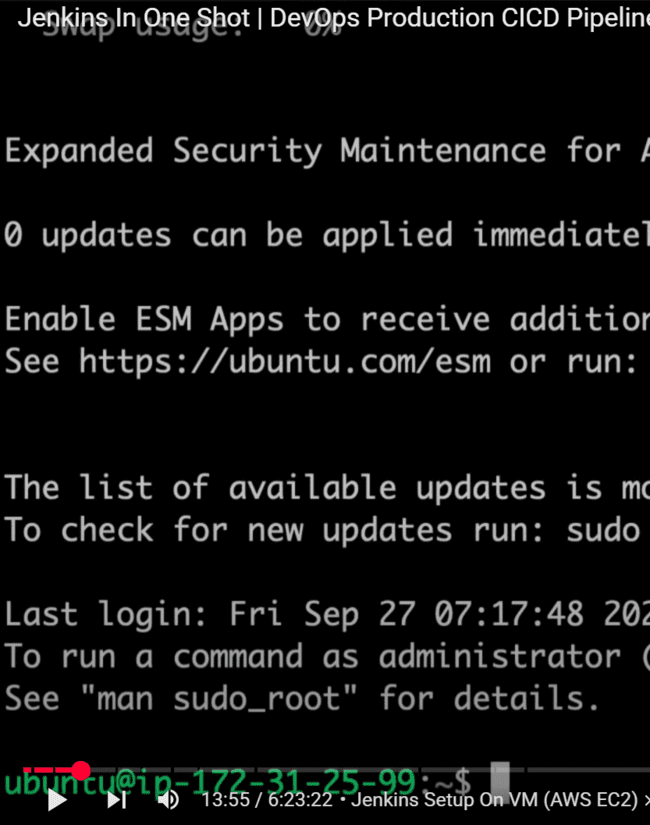 Jenkins In One Shot | DevOps Production CICD Pipeline
Swap usage: 0%
Expanded Security Maintenance for A
0 updates can be applied immediatel
Enable ESM Apps to receive addition
See https://ubuntu.com/esm or run:
The list of available updates is mo
To check for new updates run: sudo
Last login: Fri Sep 27 07:17:48 202
To run a command as administrator (
See "man sudo_root" for details.
ubuntu@ip-172-31-25-99:~$
13:55 / 6:23:22 • Jenkins Setup On VM (AWS EC2) ›